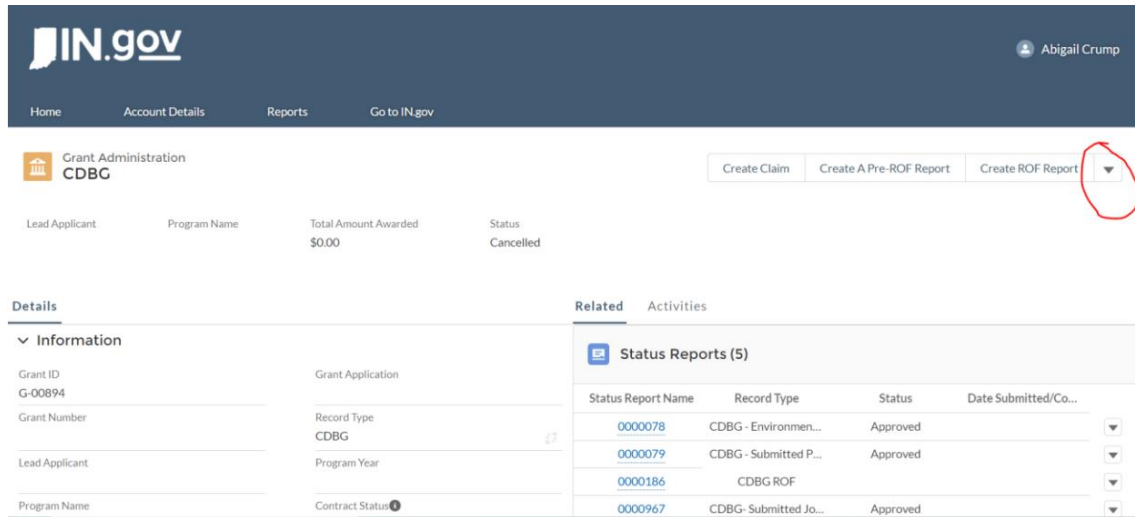 IN.gov
Abigail Crump
Home Account Details Reports Go to IN.gov
Grant Administration
CDBG
Create Claim Create A Pre-ROF Report Create ROF Report
Lead Applicant Program Name Total Amount Awarded Status
$0.00 Cancelled
Details
Related Activities
Information
Status Reports (5)
Grant ID Grant Application
G-00894
Status Report Name Record Type Status Date Submitted/Co...
Grant Number Record Type
CDBG
0000078 CDBG - Environmen... Approved
0000079 CDBG - Submitted P... Approved
Lead Applicant Program Year
0000186 CDBG ROF
Program Name Contract Status
0000967 CDBG- Submitted Jo... Approved